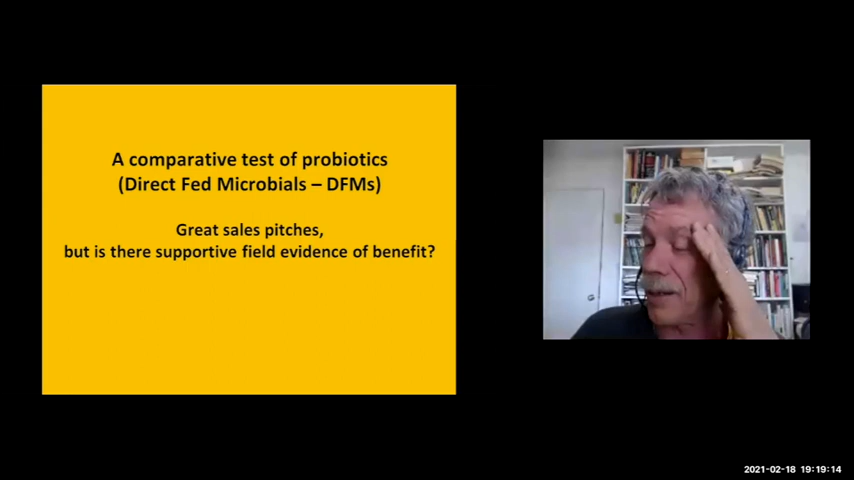 A comparative test of probiotics
(Direct Fed Microbials – DFMs)
Great sales pitches,
but is there supportive field evidence of benefit?
2021-02-18 19:19:14